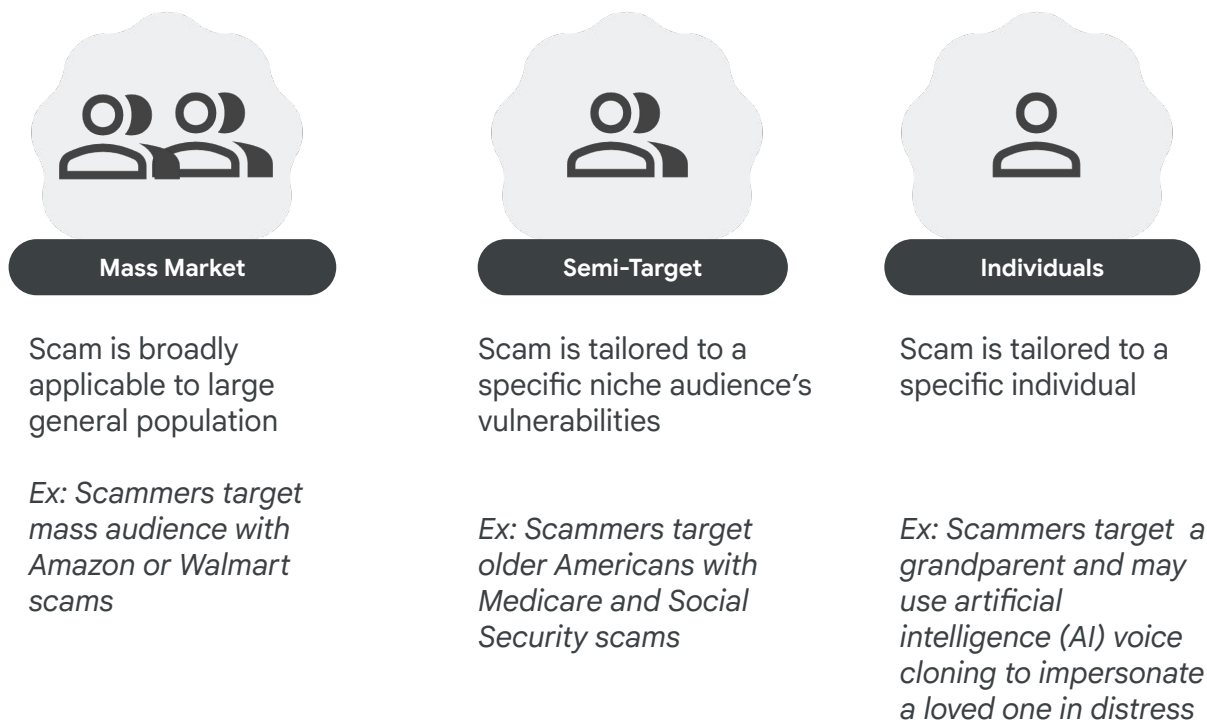 Mass Market
Scam is broadly
applicable to large
general population
Ex: Scammers target
mass audience with
Amazon or Walmart
scams
Semi-Target
Scam is tailored to a
specific niche audience’s
vulnerabilities
Ex: Scammers target
older Americans with
Medicare and Social
Security scams
Individuals
Scam is tailored to a
specific individual
Ex: Scammers target  a
grandparent and may
use artificial
intelligence (AI) voice
cloning to impersonate
a loved one in distress